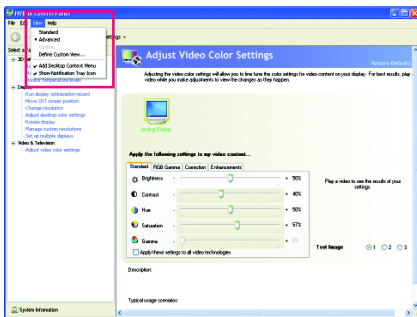 NVIDIA Control Panel
File Edit View Help
Standard
Advanced
Custom
Define Custom View...
Add Desktop Context Menu
Show Notification Tray Icon
Run display optimization wizard
Move CRT screen position
Change resolution
Adjust desktop color settings
Rotate display
Manage custom resolutions
Set up multiple displays
Video & Television
Adjust video color settings
System Information
Adjust Video Color Settings
Restore Defaults
Adjusting the video color settings will allow you to fine tune the color settings for video content on your display. For best results, play
video while you make adjustments to view the changes as they happen.
Analog Display
Apply the following settings to my video content...
Standard RGB Gamma Correction Enhancements
Brightness - + 50%
Contrast - + 40%
Hue - + 50%
Saturation - + 57%
Gamma -
Apply these settings to all video technologies
Play a video to see the results of your
settings.
Test Image 1 2 3
Description:
Typical usage scenarios: